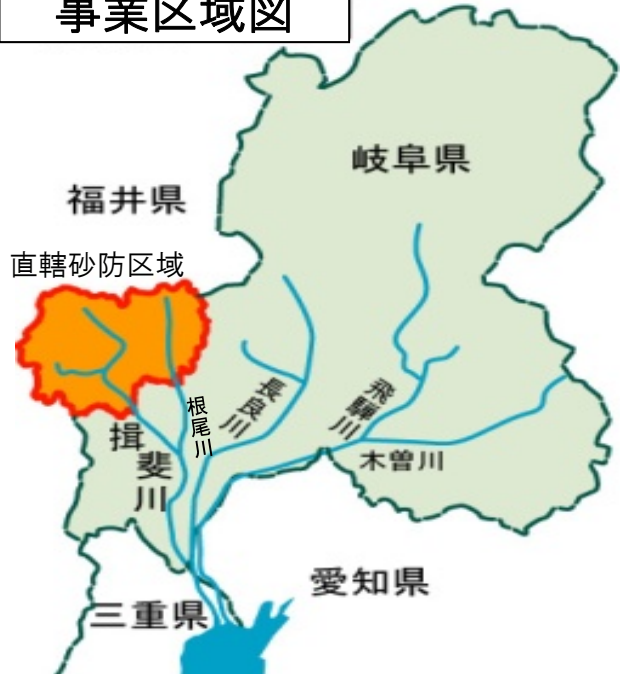 事業区域図
岐阜県
福井県
直轄砂防区域
根尾川
長良川
飛騨川
揖斐川
木曽川
愛知県
三重県